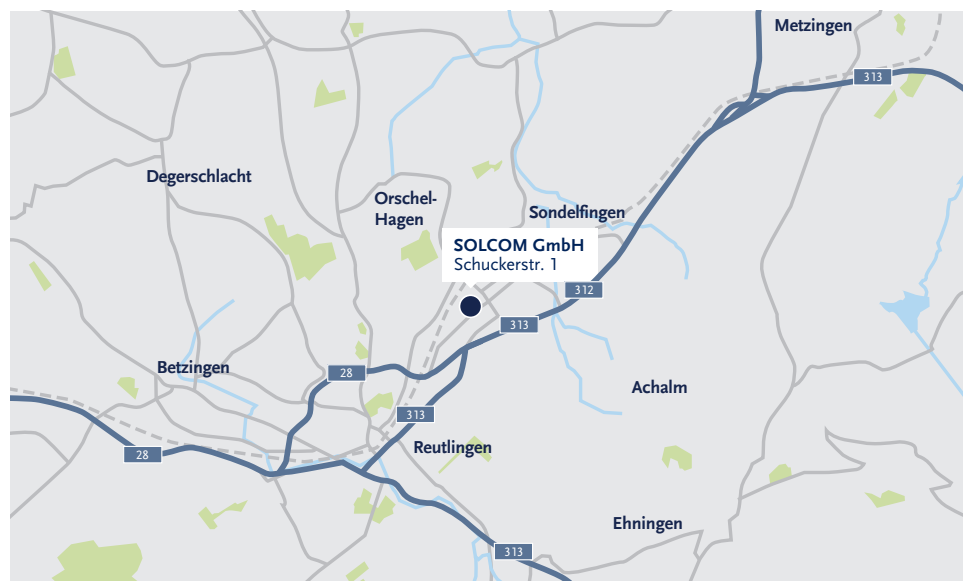 Metzingen
313
Degerschlacht
Orschel-
Hagen
Sondelfingen
SOLCOM GmbH
Schuckerstr. 1
312
313
Betzingen
28
Achalm
313
Reutlingen
28
Ehningen
313